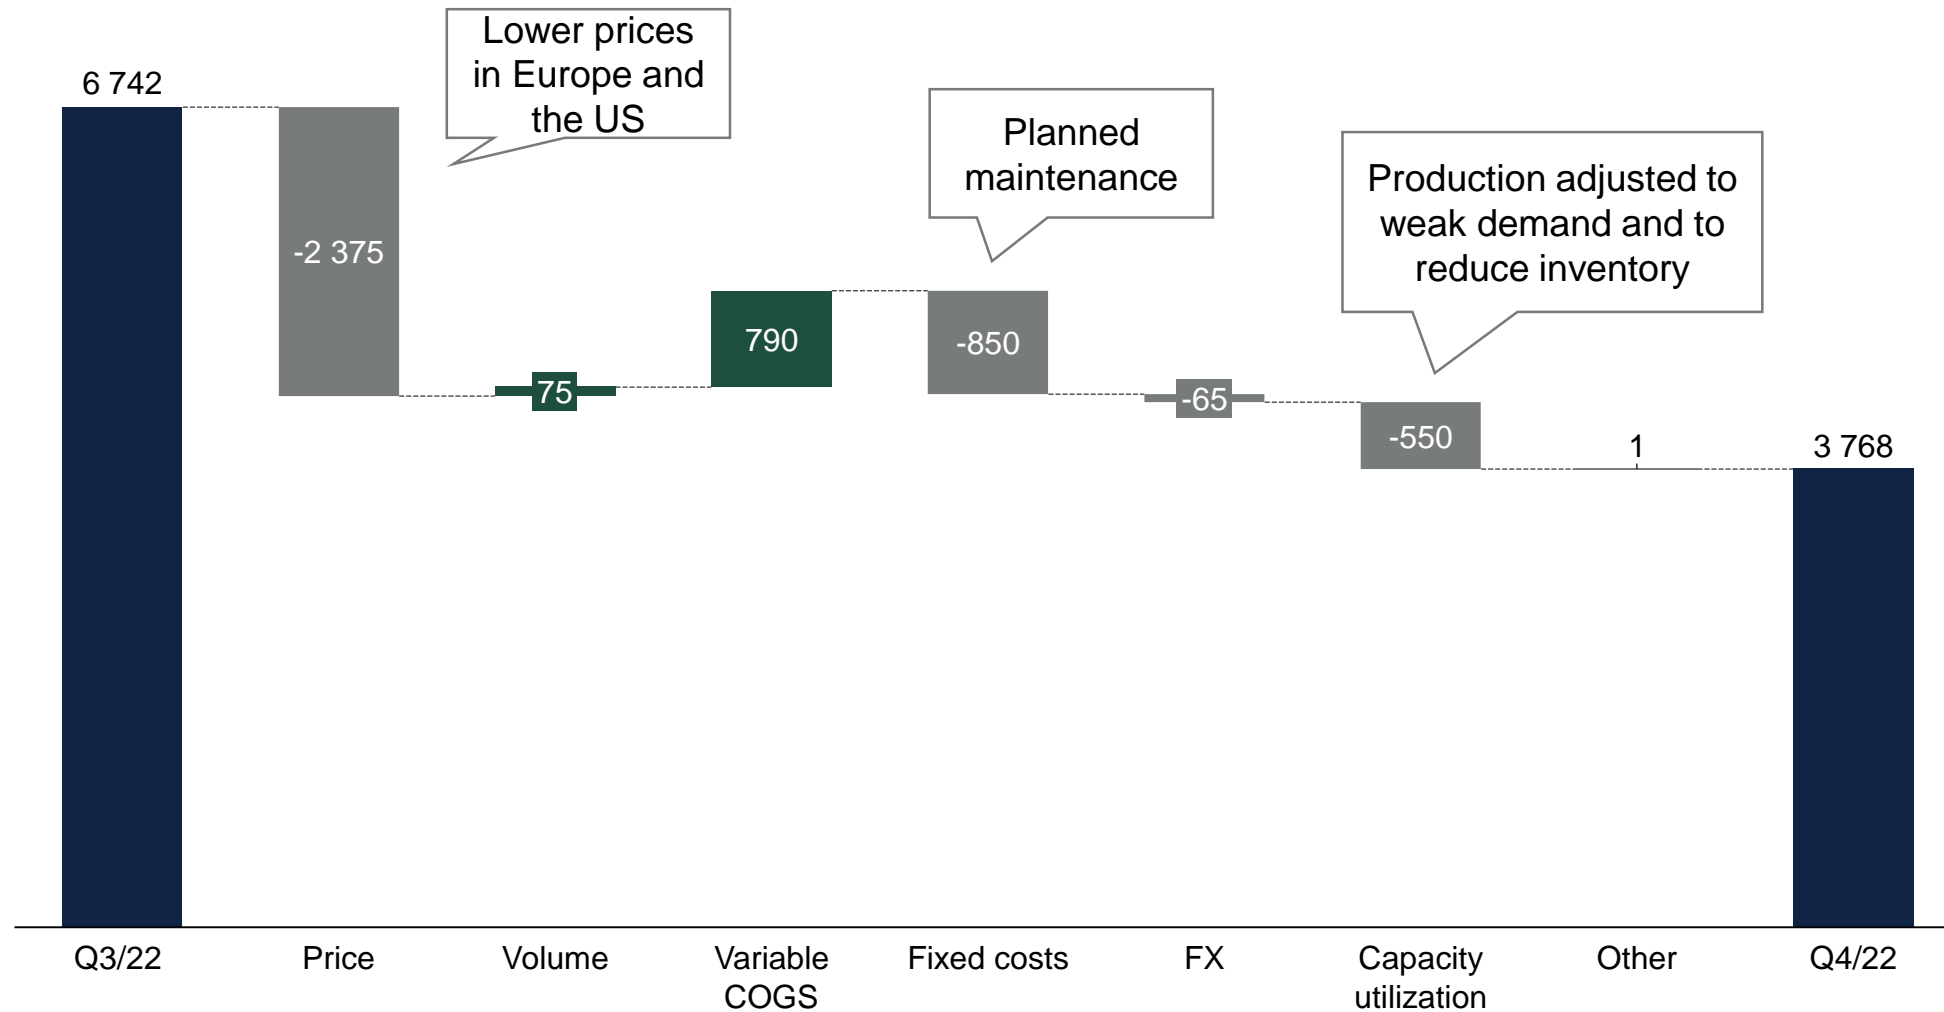 Lower prices
in Europe and
the US
Planned
maintenance
Production adjusted to
weak demand and to
reduce inventory
6 742
-2 375
75
790
-850
-65
-550
1
3 768
Q3/22
Price
Volume
Variable
COGS
Fixed costs
FX
Capacity
utilization
Other
Q4/22